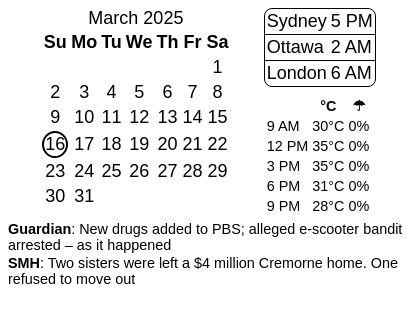 March 2025
Su Mo Tu We Th Fr Sa
1
2 3 4 5 6 7 8
9 10 11 12 13 14 15
16 17 18 19 20 21 22
23 24 25 26 27 28 29
30 31
Sydney 5 PM
Ottawa 2 AM
London 6 AM
°C ☂
9 AM 30°C 0%
12 PM 35°C 0%
3 PM 35°C 0%
6 PM 31°C 0%
9 PM 28°C 0%
Guardian: New drugs added to PBS; alleged e-scooter bandit
arrested – as it happened
SMH: Two sisters were left a $4 million Cremorne home. One
refused to move out